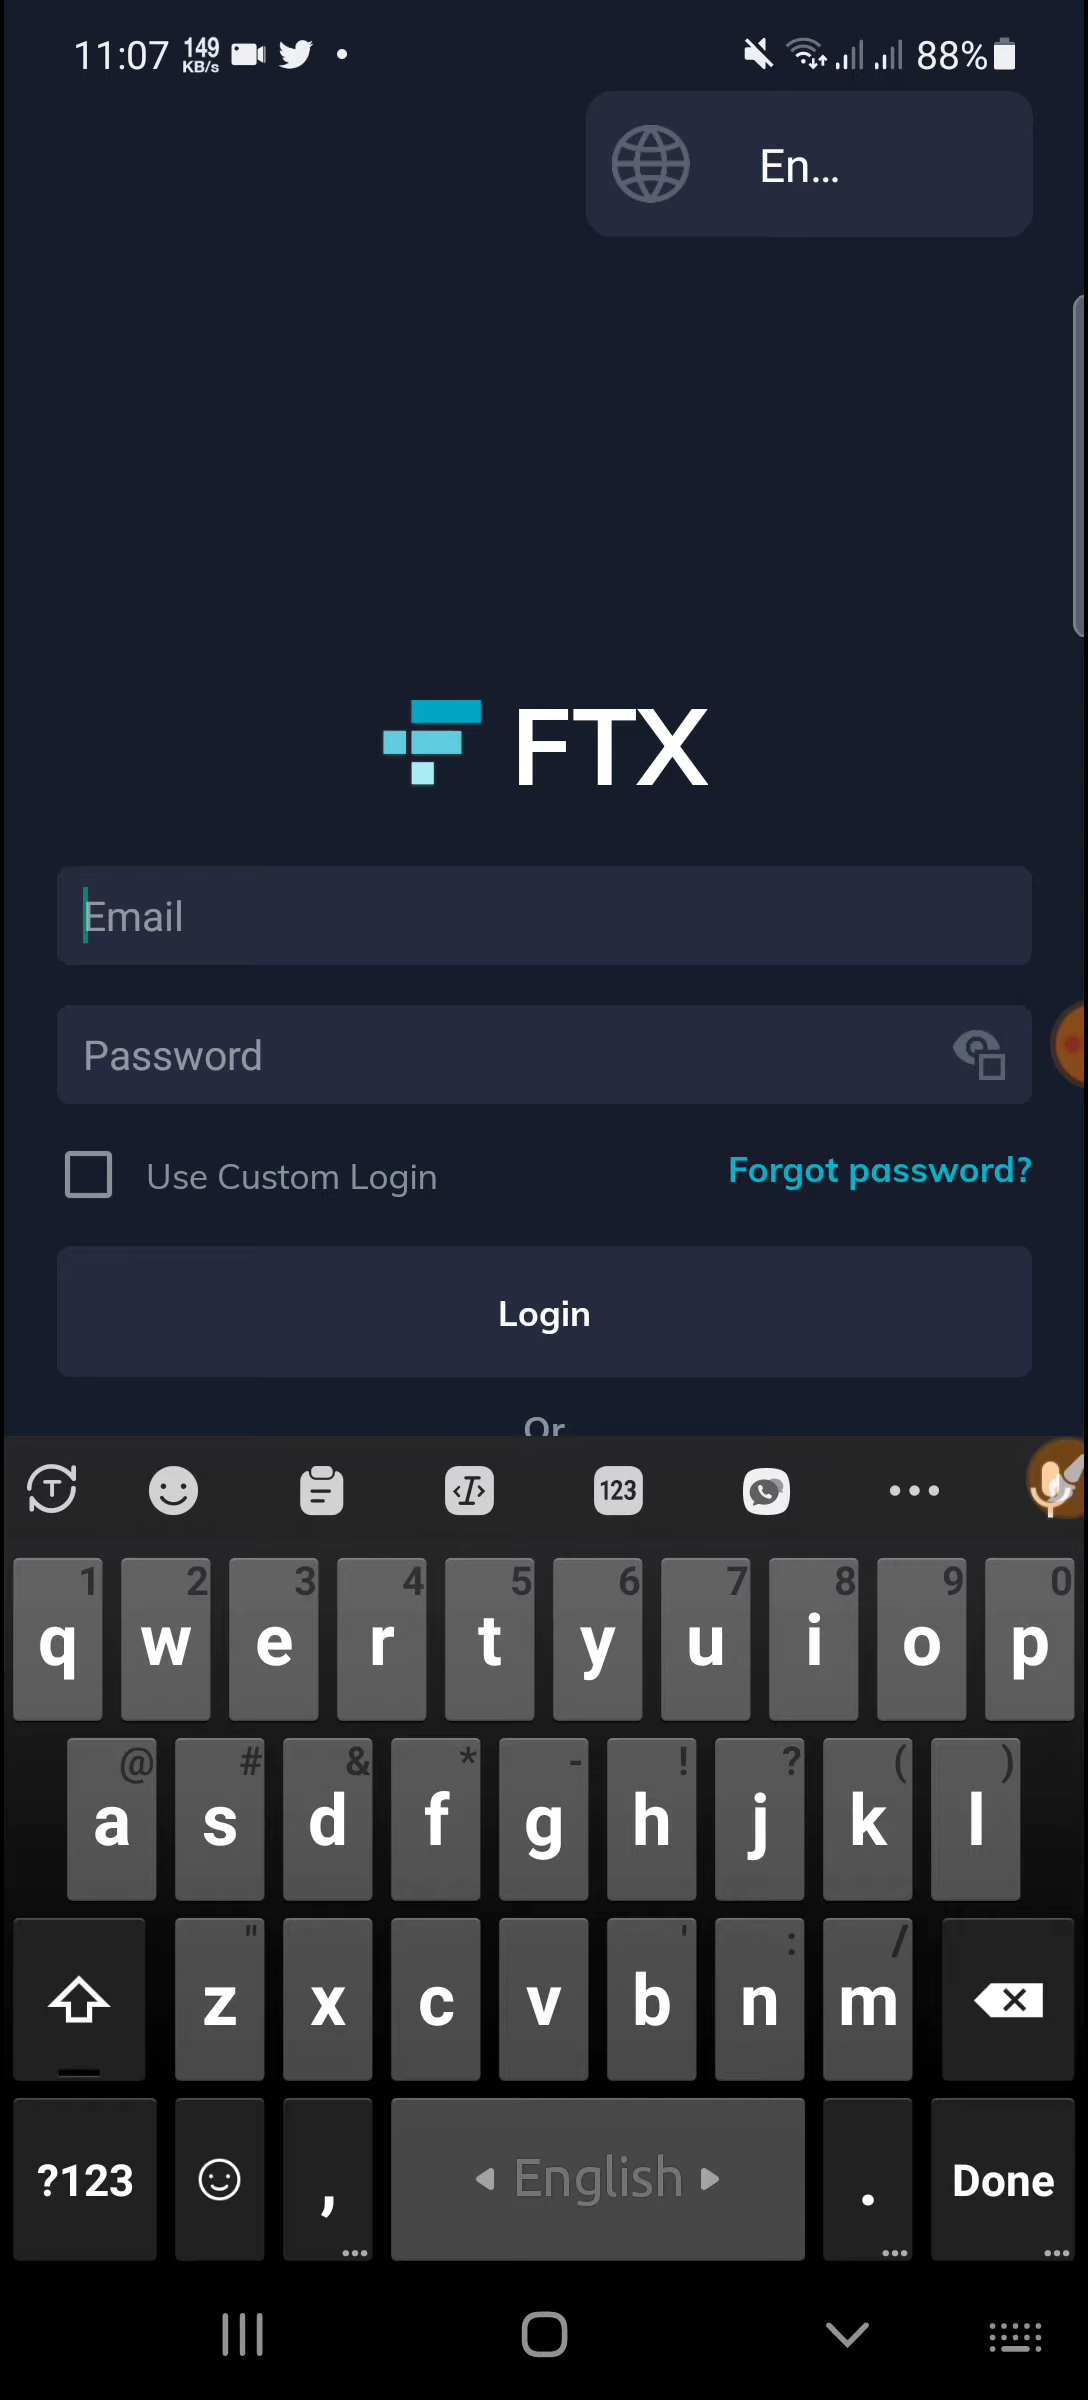 11:07 149 KB/s 88%
En...
FTX
Email
Password
Use Custom Login Forgot password?
Login
Or
T 123
1 2 3 4 5 6 7 8 9 0
q w e r t y u i o p
@ # & * - ! ? ( )
a s d f g h j k l
" ' : /
z x c v b n m
?123 , English . Done